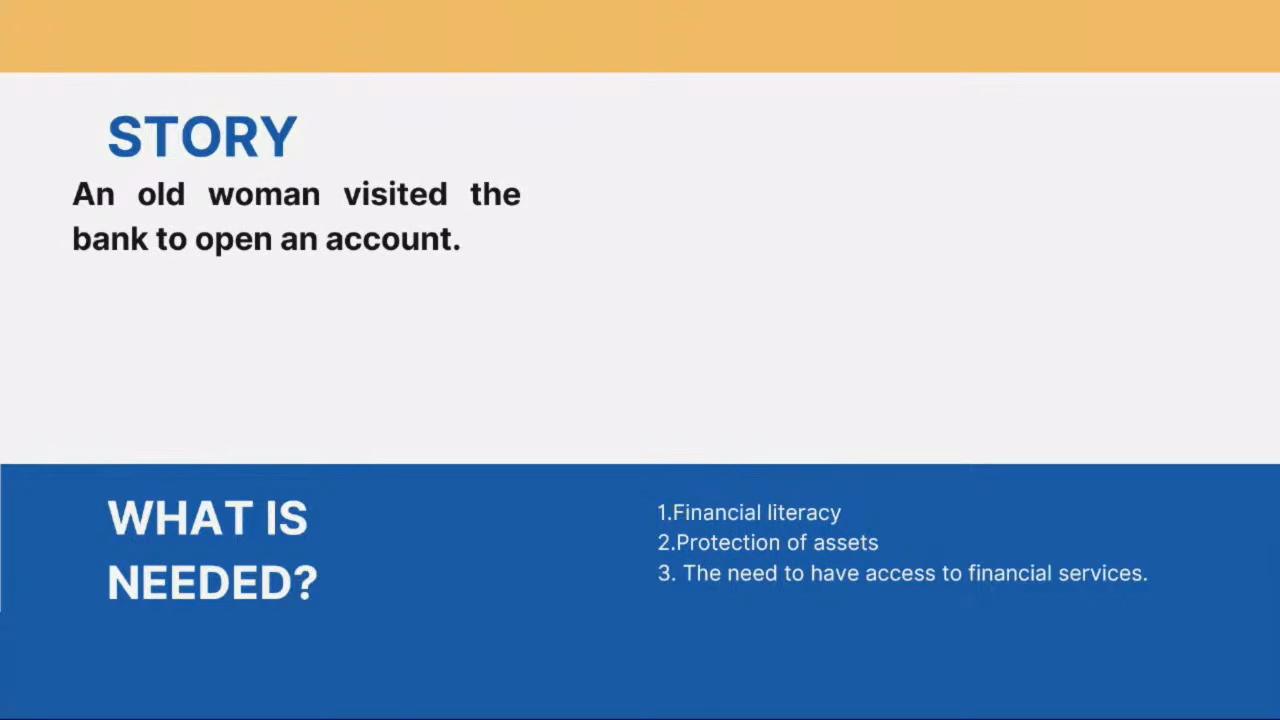 STORY
An old woman visited the
bank to open an account.
WHAT IS
NEEDED?
1.Financial literacy
2.Protection of assets
3. The need to have access to financial services.